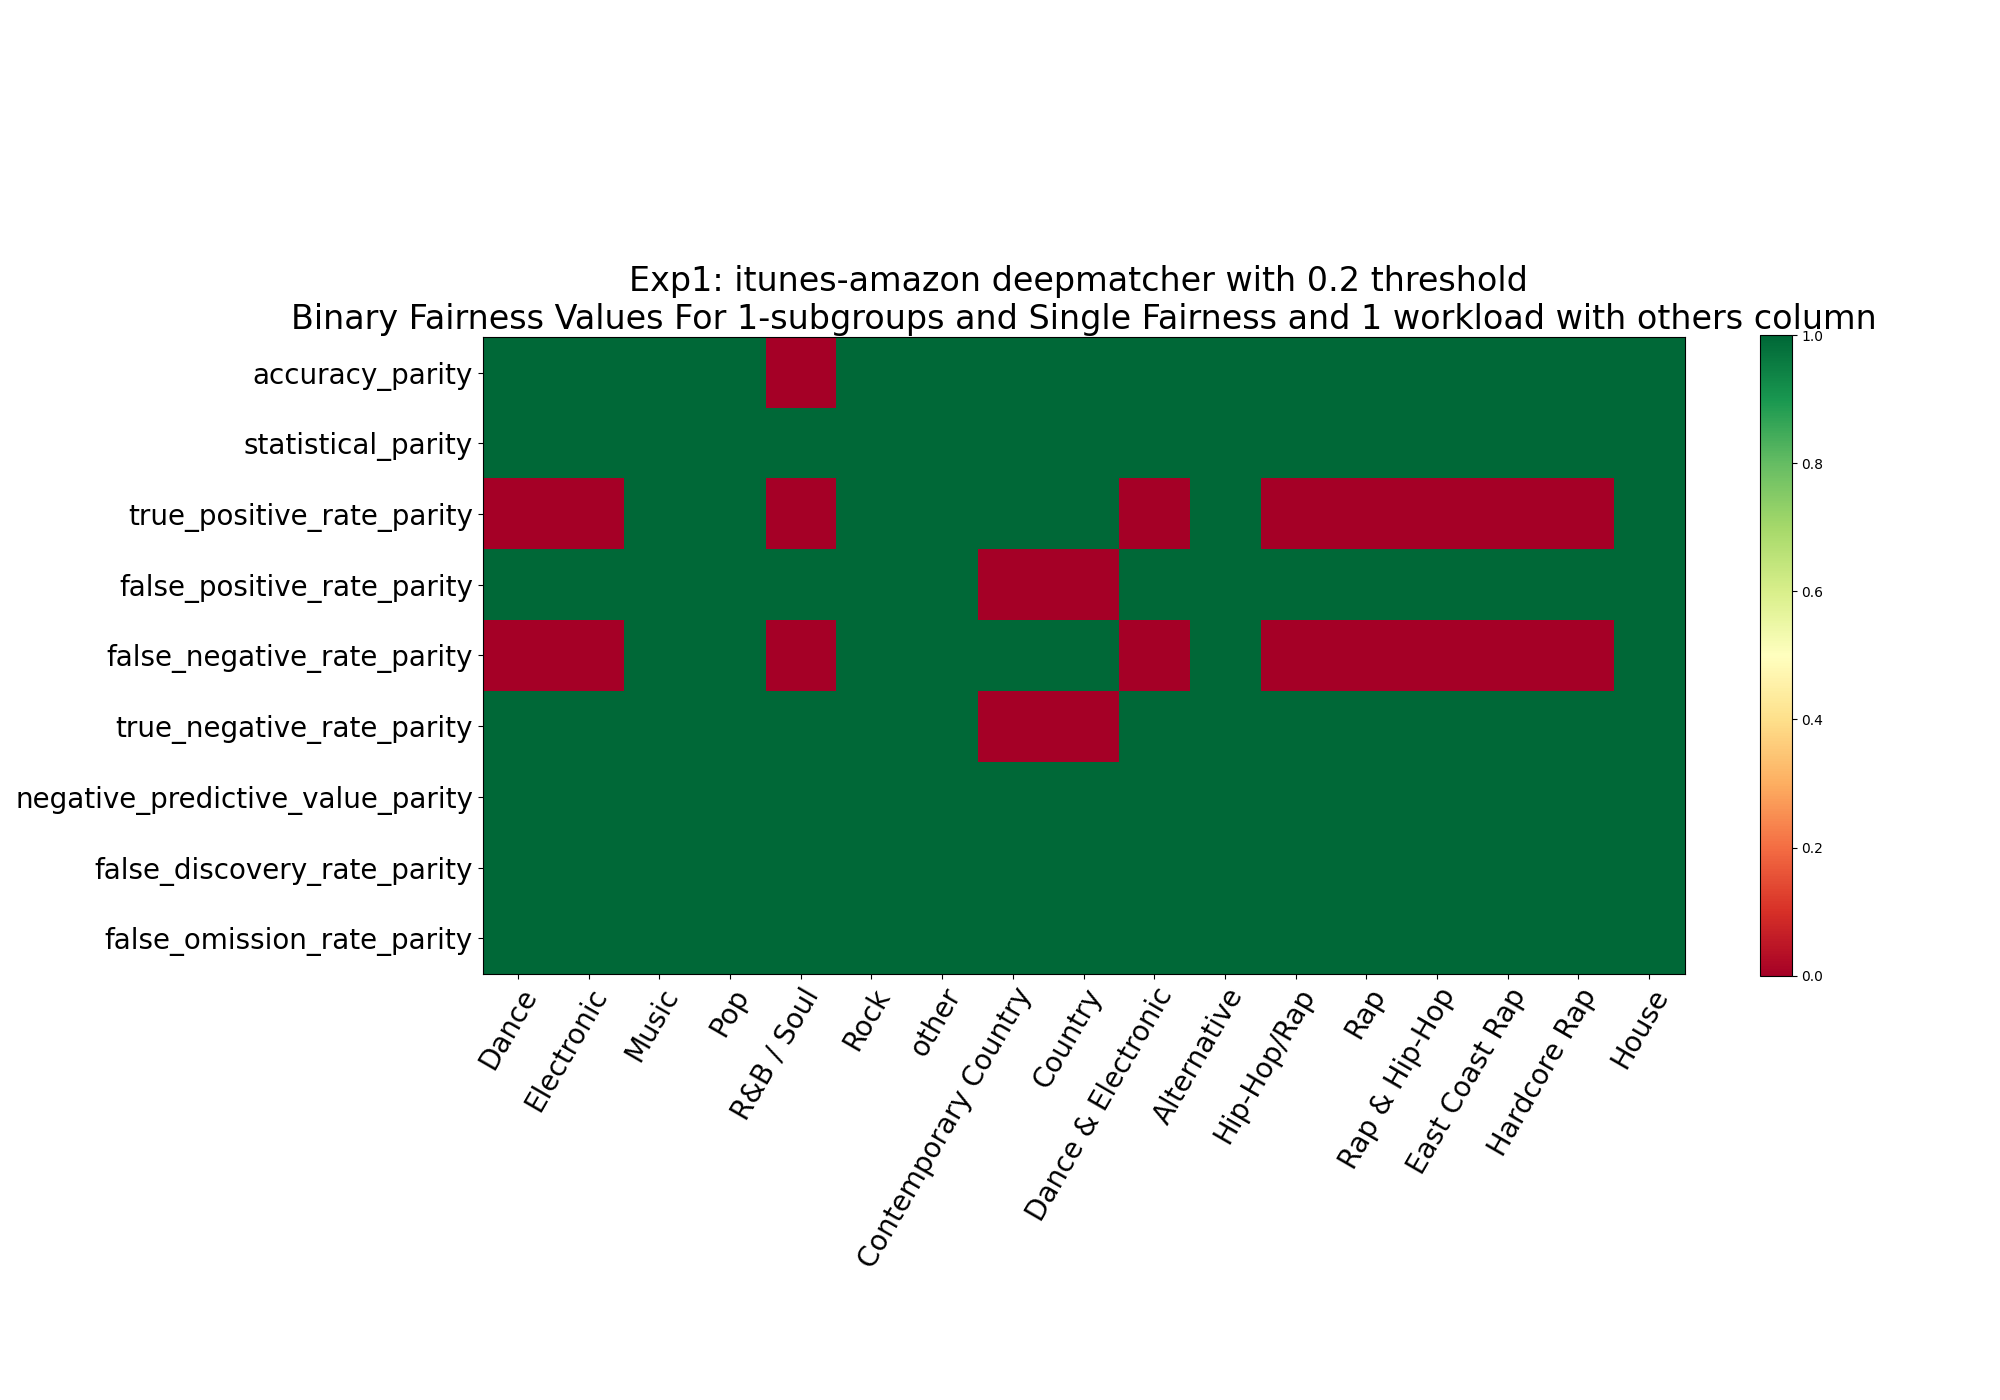 Exp1: itunes-amazon deepmatcher with 0.2 threshold
Binary Fairness Values For 1-subgroups and Single Fairness and 1 workload with others column
accuracy_parity
statistical_parity
true_positive_rate_parity
false_positive_rate_parity
false_negative_rate_parity
true_negative_rate_parity
negative_predictive_value_parity
false_discovery_rate_parity
false_omission_rate_parity
Dance
Electronic
Music
Pop
R&B / Soul
Rock
other
Contemporary Country
Country
Dance & Electronic
Alternative
Hip-Hop/Rap
Rap
Rap & Hip-Hop
East Coast Rap
Hardcore Rap
House
1.0
0.8
0.6
0.4
0.2
0.0